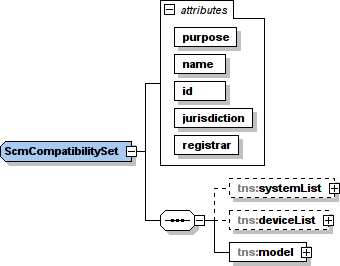 attributes
purpose
name
id
jurisdiction
registrar
ScmCompatibilitySet
tns:systemList
tns:deviceList
tns:model